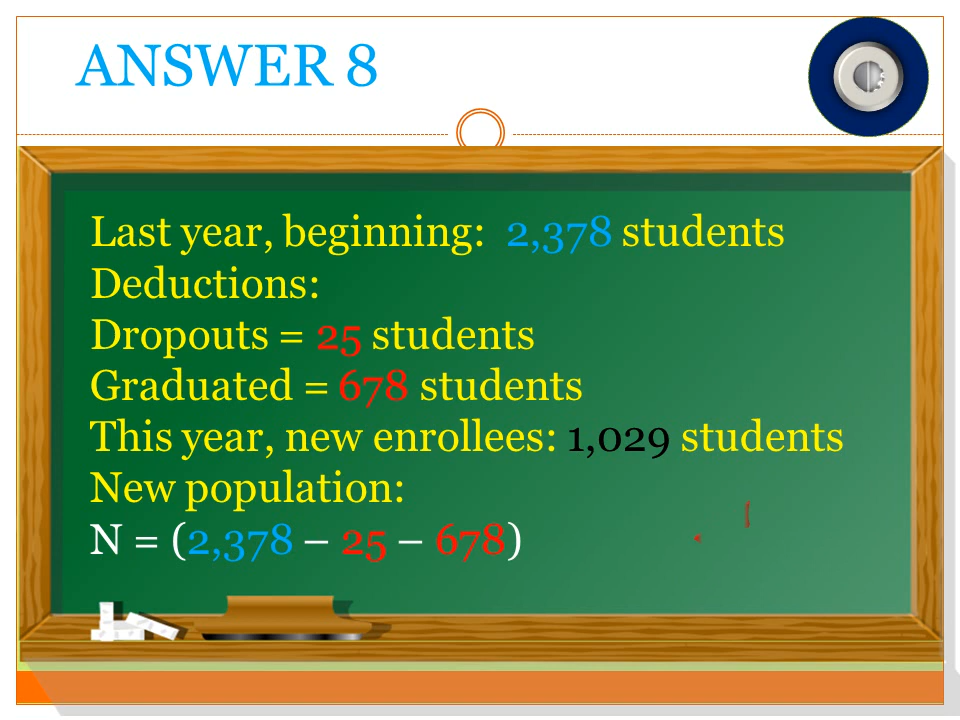 ANSWER 8
Last year, beginning: 2,378 students
Deductions:
Dropouts = 25 students
Graduated = 678 students
This year, new enrollees: 1,029 students
New population:
N = (2,378 – 25 – 678)